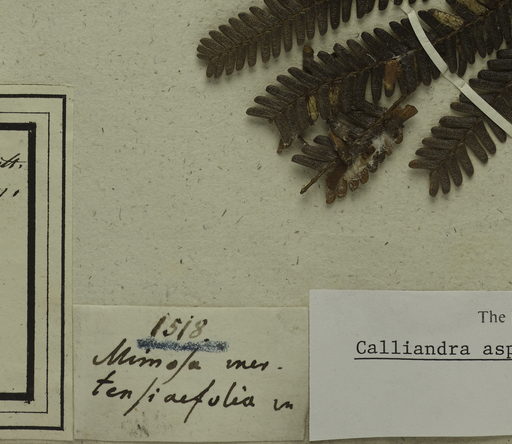 1518.
Mimosa mer-
tensiaefolia m
The
Calliandra asp